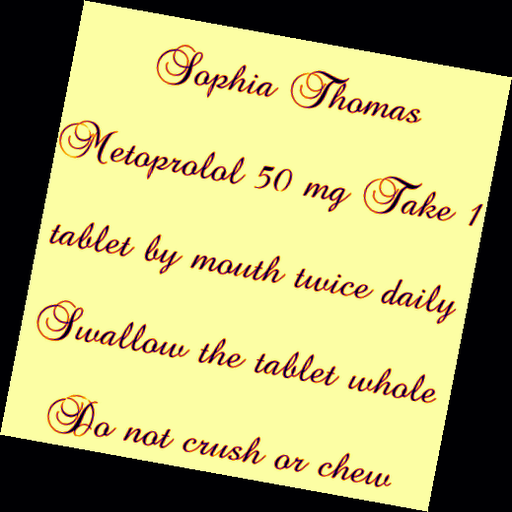 Sophia Thomas
Metoprolol 50 mg Take 1
tablet by mouth twice daily
Swallow the tablet whole
Do not crush or chew